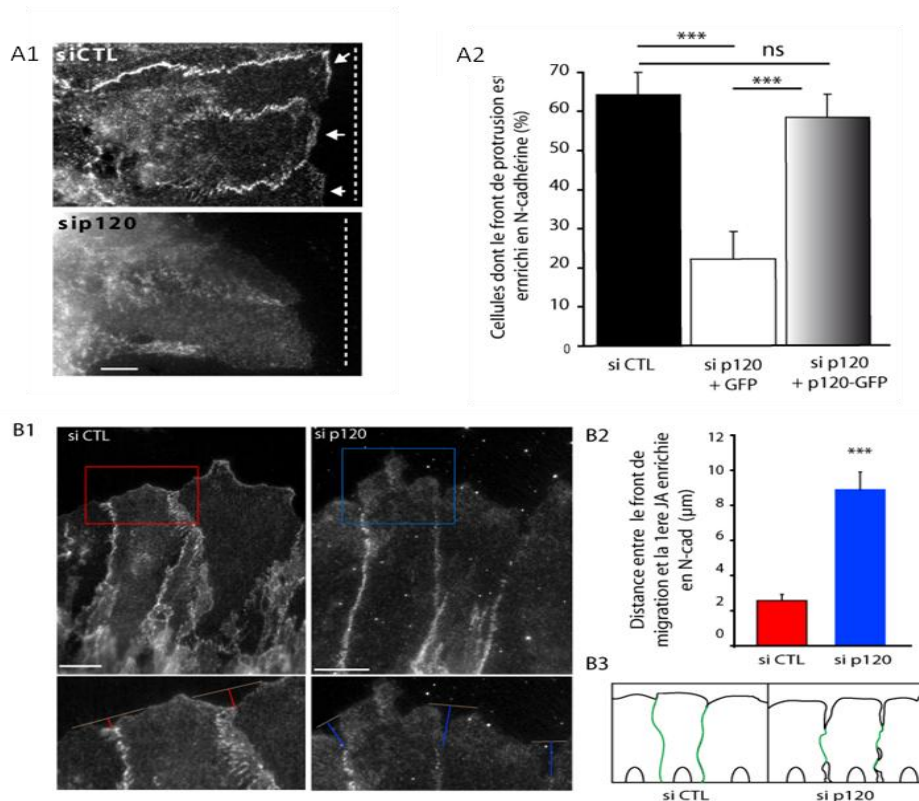 A1
siCTL
sip120
A2
***
ns
***
Cellules dont le front de protrusion es
ernrichi en N-cadhérine (%)
70
60
50
40
30
20
10
0
si CTL
si p120
+ GFP
si p120
+ p120-GFP
B1
si CTL
si p120
B2
***
Distance entre le front de
migration et la 1ere JA enrichie
en N-cad (µm)
12
10
8
6
4
2
0
si CTL
si p120
B3
si CTL
si p120